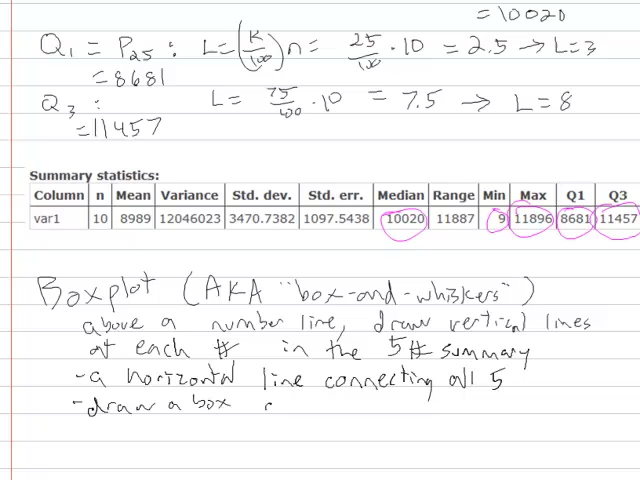 =10020
Q1 = P25 : L=(K/100)n = 25/100 · 10 = 2.5 → L=3
=8681
Q3 : L= 75/100 · 10 = 7.5 → L=8
=11457
Summary statistics:
Column n Mean Variance Std. dev. Std. err. Median Range Min Max Q1 Q3
var1 10 8989 12046023 3470.7382 1097.5438 10020 11887 9 11896 8681 11457
Boxplot (AKA "box-and-whiskers")
above a number line, draw vertical lines
at each # in the 5# summary
-a horizontal line connecting all 5
-draw a box